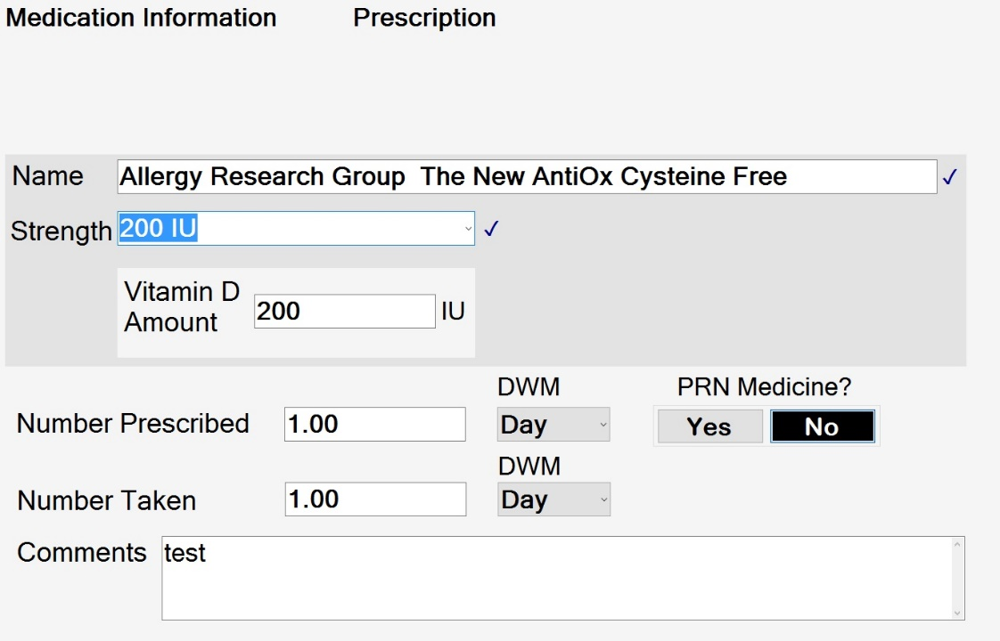 Medication Information Prescription
Name Allergy Research Group  The New AntiOx Cysteine Free ✓
Strength 200 IU ✓
Vitamin D
Amount 200 IU
DWM PRN Medicine?
Number Prescribed 1.00 Day Yes No
DWM
Number Taken 1.00 Day
Comments test